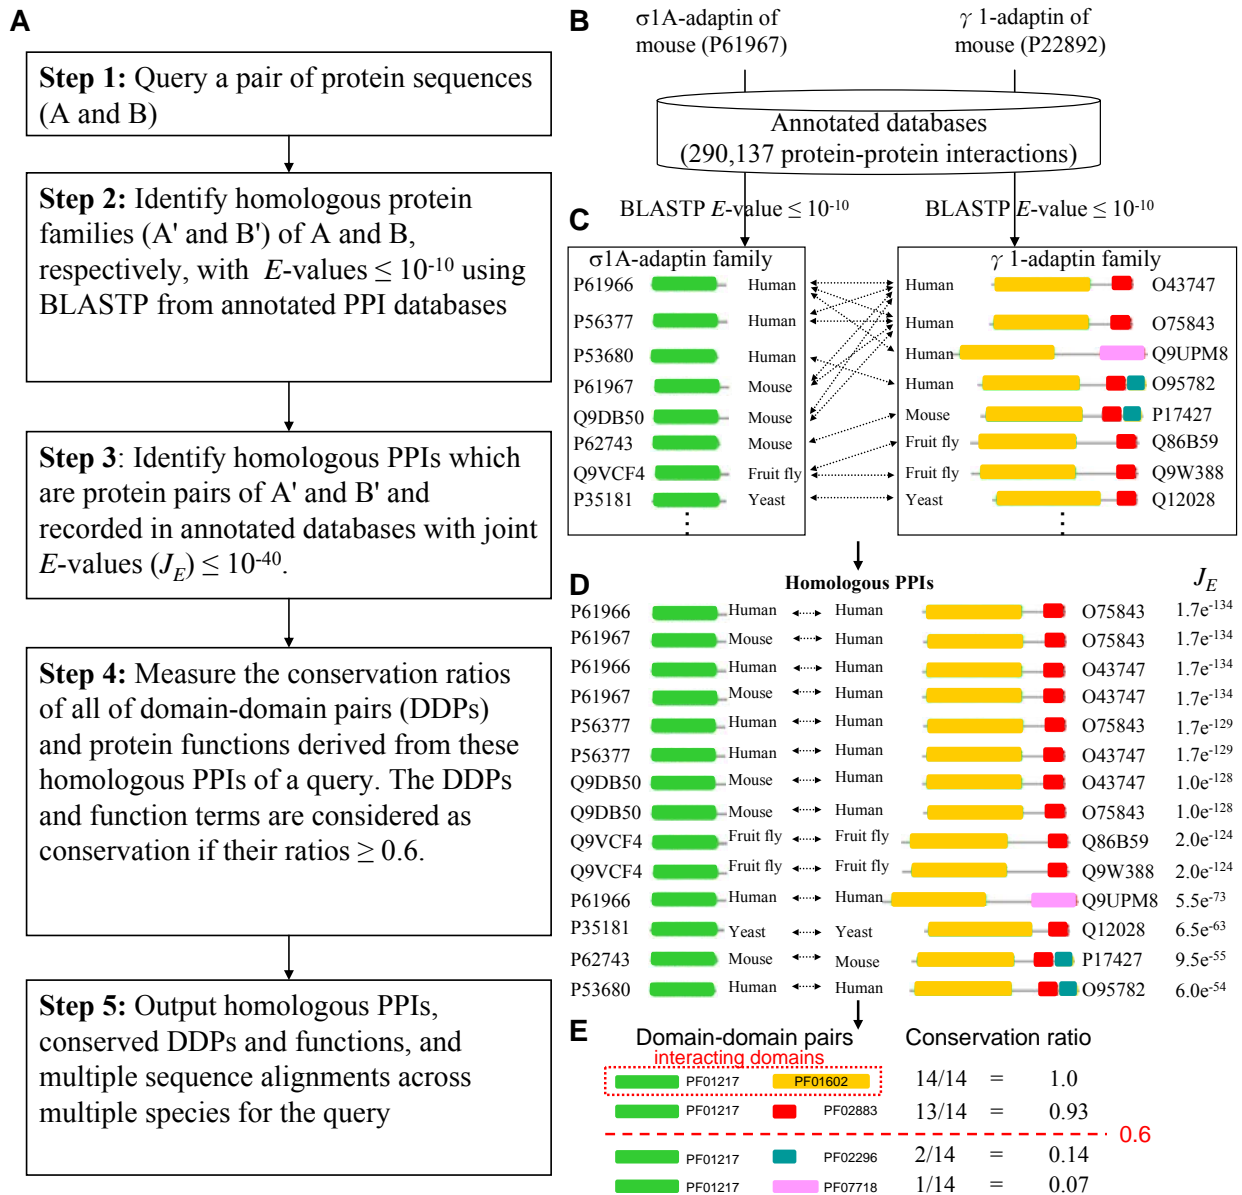 A
Step 1: Query a pair of protein sequences
(A and B)
Step 2: Identify homologous protein
families (A' and B') of A and B,
respectively, with E-values ≤ 10⁻¹⁰ using
BLASTP from annotated PPI databases
Step 3: Identify homologous PPIs which
are protein pairs of A' and B' and
recorded in annotated databases with joint
E-values (J_E) ≤ 10⁻⁴⁰.
Step 4: Measure the conservation ratios
of all of domain-domain pairs (DDPs)
and protein functions derived from these
homologous PPIs of a query. The DDPs
and function terms are considered as
conservation if their ratios ≥ 0.6.
Step 5: Output homologous PPIs,
conserved DDPs and functions, and
multiple sequence alignments across
multiple species for the query
B
σ1A-adaptin of
mouse (P61967)
γ 1-adaptin of
mouse (P22892)
Annotated databases
(290,137 protein-protein interactions)
C
BLASTP E-value ≤ 10⁻¹⁰
BLASTP E-value ≤ 10⁻¹⁰
σ1A-adaptin family
γ 1-adaptin family
P61966 Human Human O43747
P56377 Human Human O75843
P53680 Human Human Q9UPM8
P61967 Mouse Human O95782
Q9DB50 Mouse Mouse P17427
P62743 Mouse Fruit fly Q86B59
Q9VCF4 Fruit fly Fruit fly Q9W388
P35181 Yeast Yeast Q12028
⋮ ⋮
D
Homologous PPIs J_E
P61966 Human Human O75843 1.7e⁻¹³⁴
P61967 Mouse Human O75843 1.7e⁻¹³⁴
P61966 Human Human O43747 1.7e⁻¹³⁴
P61967 Mouse Human O43747 1.7e⁻¹³⁴
P56377 Human Human O75843 1.7e⁻¹²⁹
P56377 Human Human O43747 1.7e⁻¹²⁹
Q9DB50 Mouse Human O43747 1.0e⁻¹²⁸
Q9DB50 Mouse Human O75843 1.0e⁻¹²⁸
Q9VCF4 Fruit fly Fruit fly Q86B59 2.0e⁻¹²⁴
Q9VCF4 Fruit fly Fruit fly Q9W388 2.0e⁻¹²⁴
P61966 Human Human Q9UPM8 5.5e⁻⁷³
P35181 Yeast Yeast Q12028 6.5e⁻⁶³
P62743 Mouse Mouse P17427 9.5e⁻⁵⁵
P53680 Human Human O95782 6.0e⁻⁵⁴
E
Domain-domain pairs Conservation ratio
interacting domains
PF01217 PF01602 14/14 = 1.0
PF01217 PF02883 13/14 = 0.93
0.6
PF01217 PF02296 2/14 = 0.14
PF01217 PF07718 1/14 = 0.07